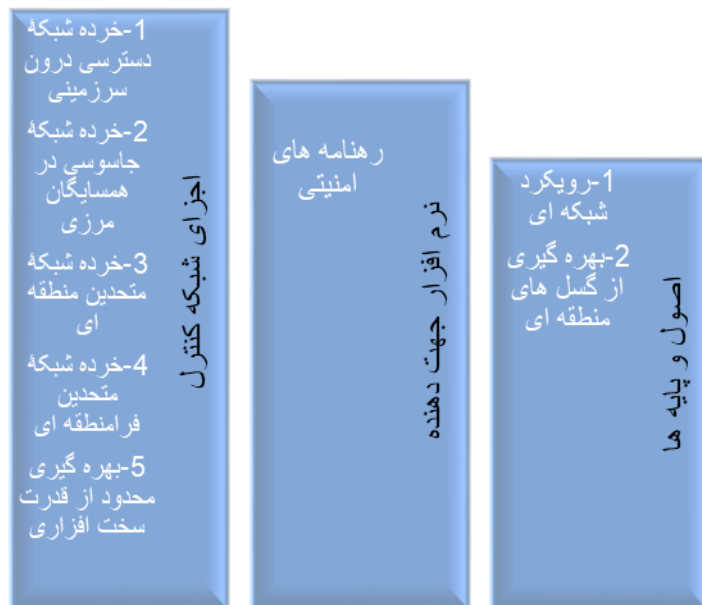 اصول و پایه ها
1-رویکرد
شبکه ای
2-بهره گیری
از گسل های
منطقه ای
نرم افزار جهت دهنده
رهنامه های
امنیتی
اجزای شبکه کنترل
1-خرده شبکۀ
دسترسی درون
سرزمینی
2-خرده شبکۀ
جاسوسی در
همسایگان
مرزی
3-خرده شبکۀ
متحدین منطقه
ای
4-خرده شبکۀ
متحدین
فرامنطقه ای
5-بهره گیری
محدود از قدرت
سخت افزاری